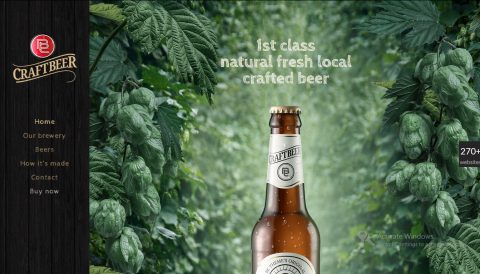 CRAFTBEER
Home
Our brewery
Beers
How it's made
Contact
Buy now
1st class
natural fresh local
crafted beer
CRAFTBEER
270+
websites
Activate Windows